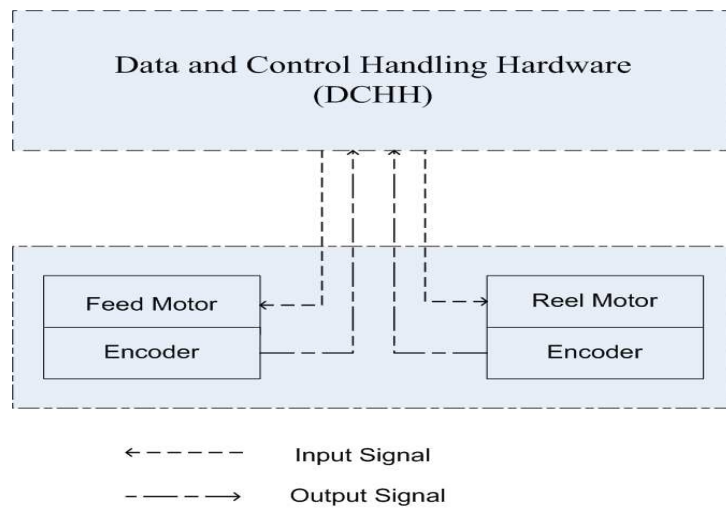 Data and Control Handling Hardware
(DCHH)
Feed Motor
Encoder
Reel Motor
Encoder
Input Signal
Output Signal